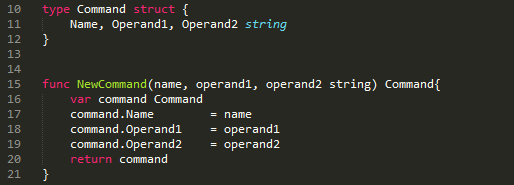 10 type Command struct {
11     Name, Operand1, Operand2 string
12 }
13
14
15 func NewCommand(name, operand1, operand2 string) Command{
16     var command Command
17     command.Name        = name
18     command.Operand1    = operand1
19     command.Operand2    = operand2
20     return command
21 }